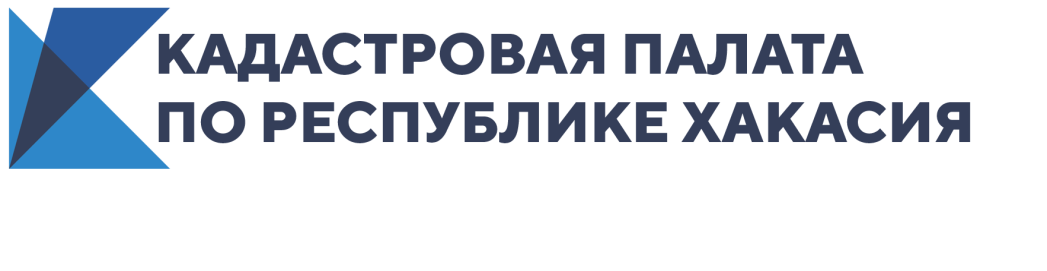 КАДАСТРОВАЯ ПАЛАТА
ПО РЕСПУБЛИКЕ ХАКАСИЯ